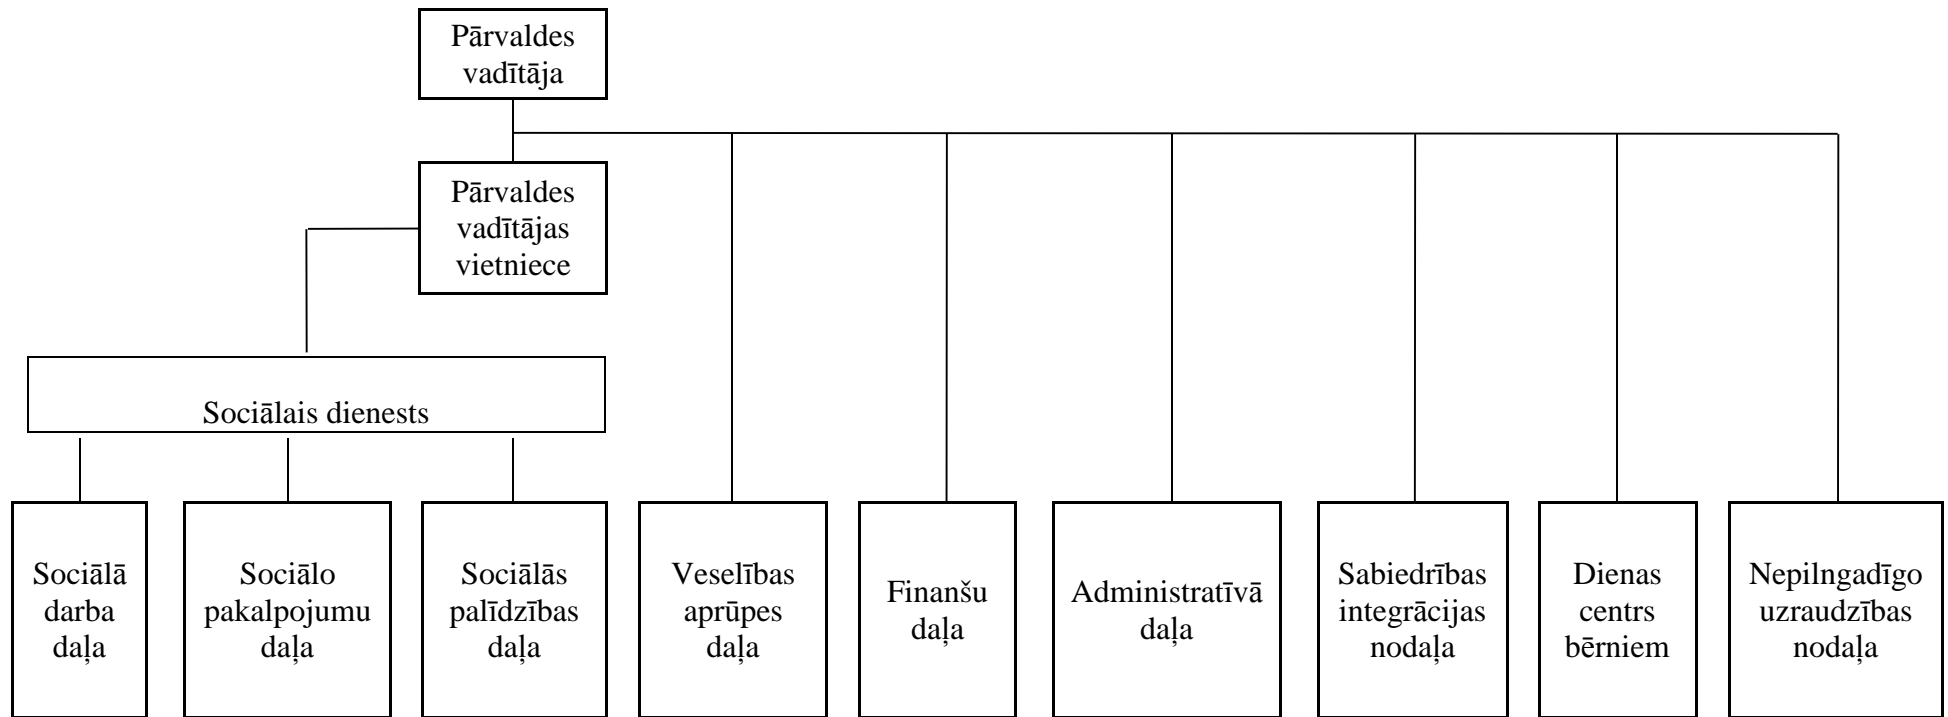 Pārvaldes
vadītāja
Pārvaldes
vadītājas
vietniece
Sociālais dienests
Sociālā
darba
daļa
Sociālo
pakalpojumu
daļa
Sociālās
palīdzības
daļa
Veselības
aprūpes
daļa
Finanšu
daļa
Administratīvā
daļa
Sabiedrības
integrācijas
nodaļa
Dienas
centrs
bērniem
Nepilngadīgo
uzraudzības
nodaļa